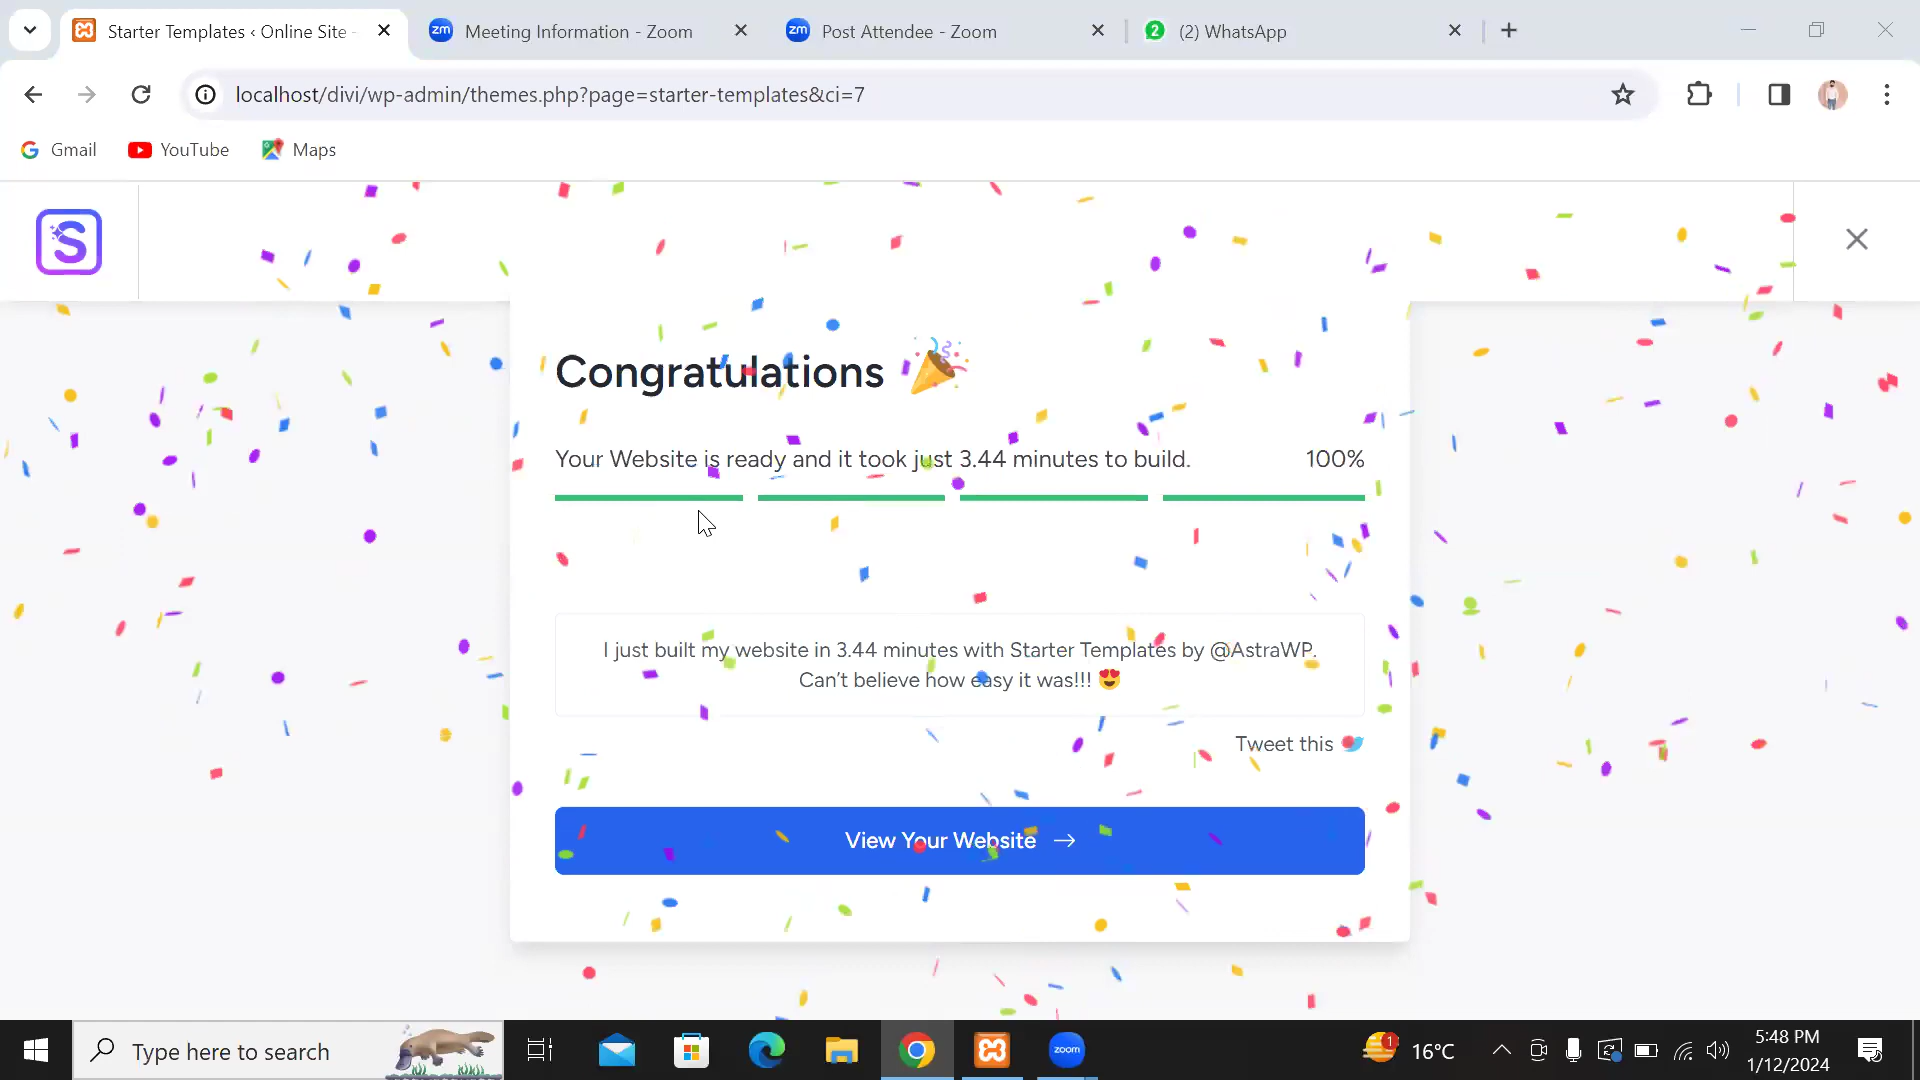 Starter Templates ‹ Online Site -
Meeting Information - Zoom
Post Attendee - Zoom
(2) WhatsApp
localhost/divi/wp-admin/themes.php?page=starter-templates&ci=7
Gmail
YouTube
Maps
Congratulations 🎉
Your Website is ready and it took just 3.44 minutes to build.
100%
I just built my website in 3.44 minutes with Starter Templates by @AstraWP.
Can't believe how easy it was!!! 😍
Tweet this
View Your Website →
Type here to search
zoom
1
16°C
5:48 PM
1/12/2024